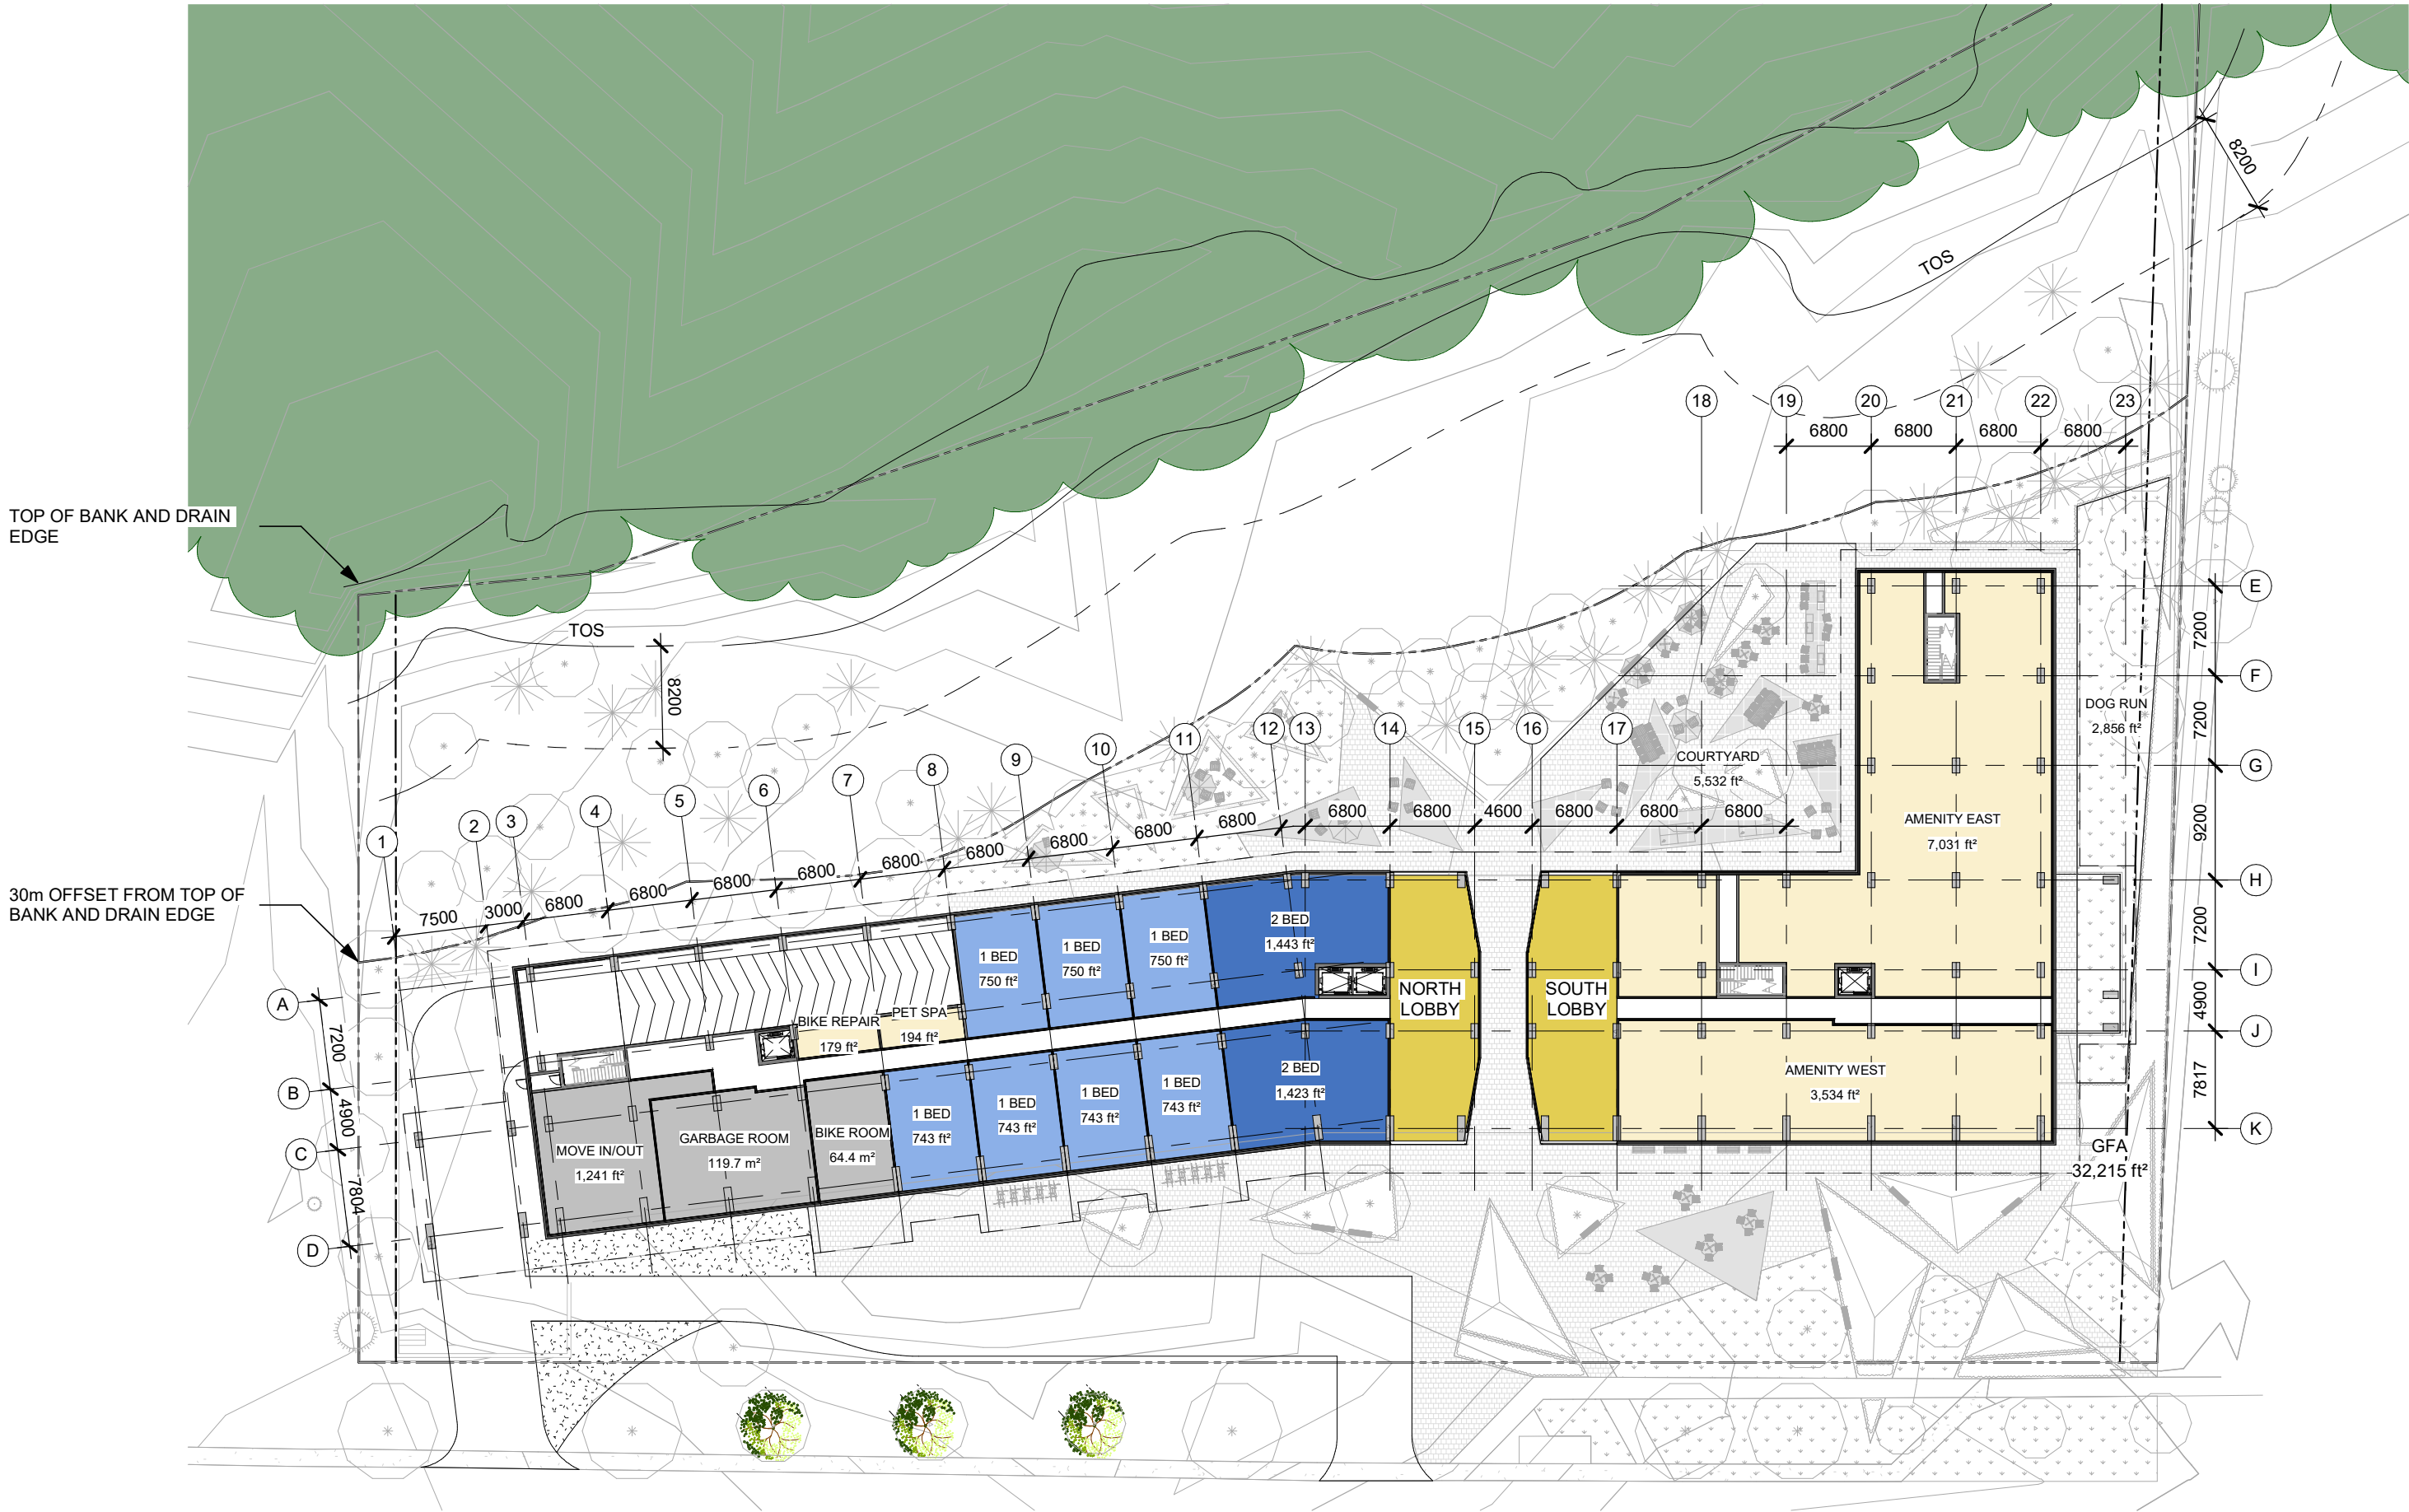 TOP OF BANK AND DRAIN
EDGE
30m OFFSET FROM TOP OF
BANK AND DRAIN EDGE
TOS
8200
TOS
8200
18
19
20
21
22
23
6800
6800
6800
6800
1
2
3
4
5
6
7
8
9
10
11
12
13
14
15
16
17
7500
3000
6800
6800
6800
6800
6800
6800
6800
6800
6800
6800
4600
6800
6800
6800
A
B
C
D
7200
4900
7804
E
F
G
H
I
J
K
7200
7200
9200
7200
4900
7817
COURTYARD
5,532 ft²
DOG RUN
2,856 ft²
AMENITY EAST
7,031 ft²
AMENITY WEST
3,534 ft²
GFA
32,215 ft²
NORTH
LOBBY
SOUTH
LOBBY
2 BED
1,443 ft²
2 BED
1,423 ft²
1 BED
750 ft²
1 BED
750 ft²
1 BED
750 ft²
1 BED
743 ft²
1 BED
743 ft²
1 BED
743 ft²
1 BED
743 ft²
BIKE REPAIR
179 ft²
PET SPA
194 ft²
MOVE IN/OUT
1,241 ft²
GARBAGE ROOM
119.7 m²
BIKE ROOM
64.4 m²